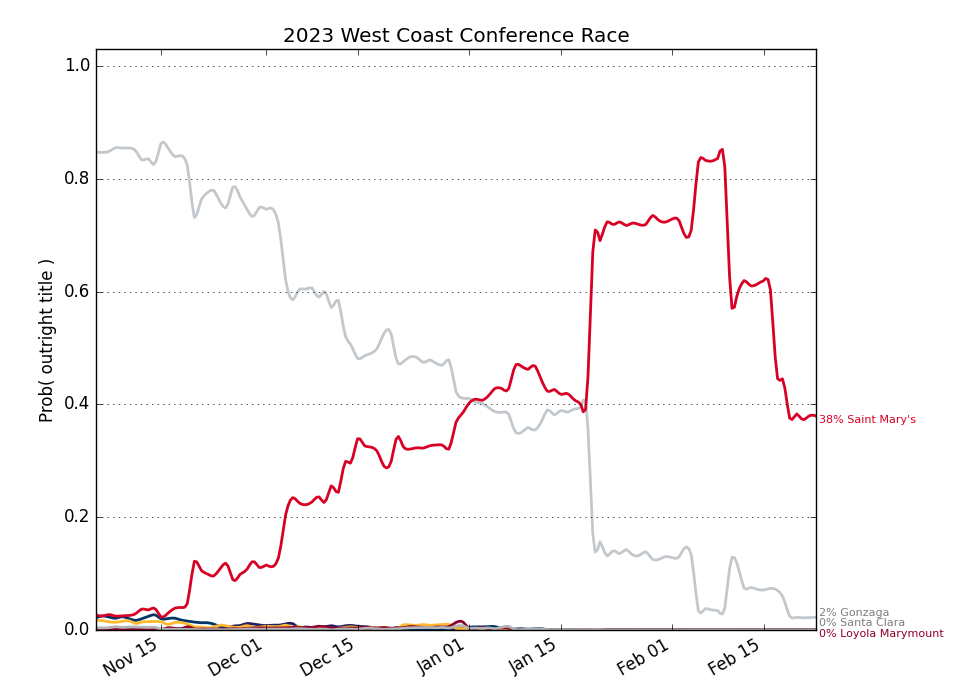 2023 West Coast Conference Race
Prob( outright title )
1.0
0.8
0.6
0.4
0.2
0.0
Nov 15
Dec 01
Dec 15
Jan 01
Jan 15
Feb 01
Feb 15
38% Saint Mary's
2% Gonzaga
0% Santa Clara
0% Loyola Marymount